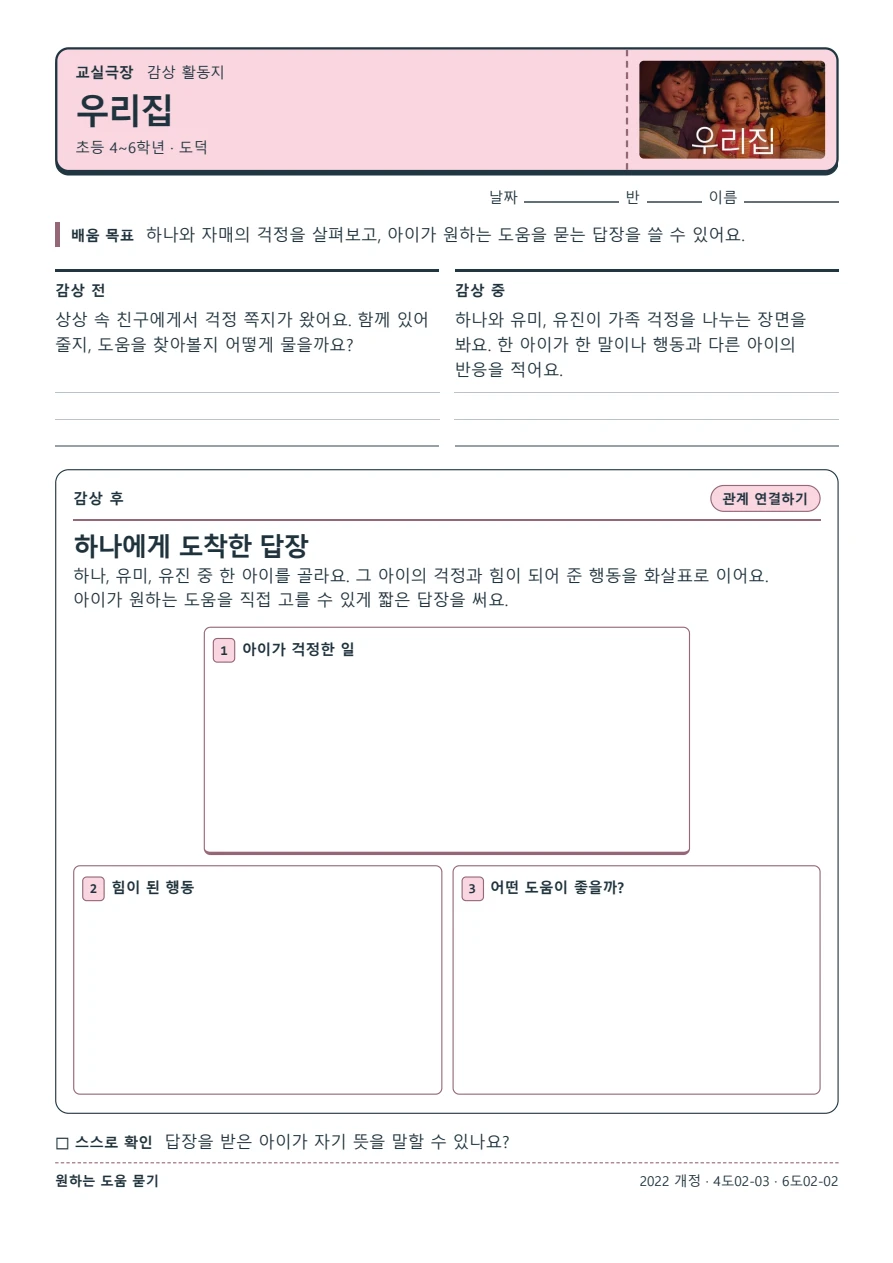 교실극장 감상 활동지
우리집
초등 4~6학년 · 도덕
우리집
날짜 반 이름
배움 목표 하나와 자매의 걱정을 살펴보고, 아이가 원하는 도움을 묻는 답장을 쓸 수 있어요.
감상 전
상상 속 친구에게서 걱정 쪽지가 왔어요. 함께 있어
줄지, 도움을 찾아볼지 어떻게 물을까요?
감상 중
하나와 유미, 유진이 가족 걱정을 나누는 장면을
봐요. 한 아이가 한 말이나 행동과 다른 아이의
반응을 적어요.
감상 후
관계 연결하기
하나에게 도착한 답장
하나, 유미, 유진 중 한 아이를 골라요. 그 아이의 걱정과 힘이 되어 준 행동을 화살표로 이어요.
아이가 원하는 도움을 직접 고를 수 있게 짧은 답장을 써요.
1 아이가 걱정한 일
2 힘이 된 행동
3 어떤 도움이 좋을까?
스스로 확인 답장을 받은 아이가 자기 뜻을 말할 수 있나요?
원하는 도움 묻기
2022 개정 · 4도02-03 · 6도02-02